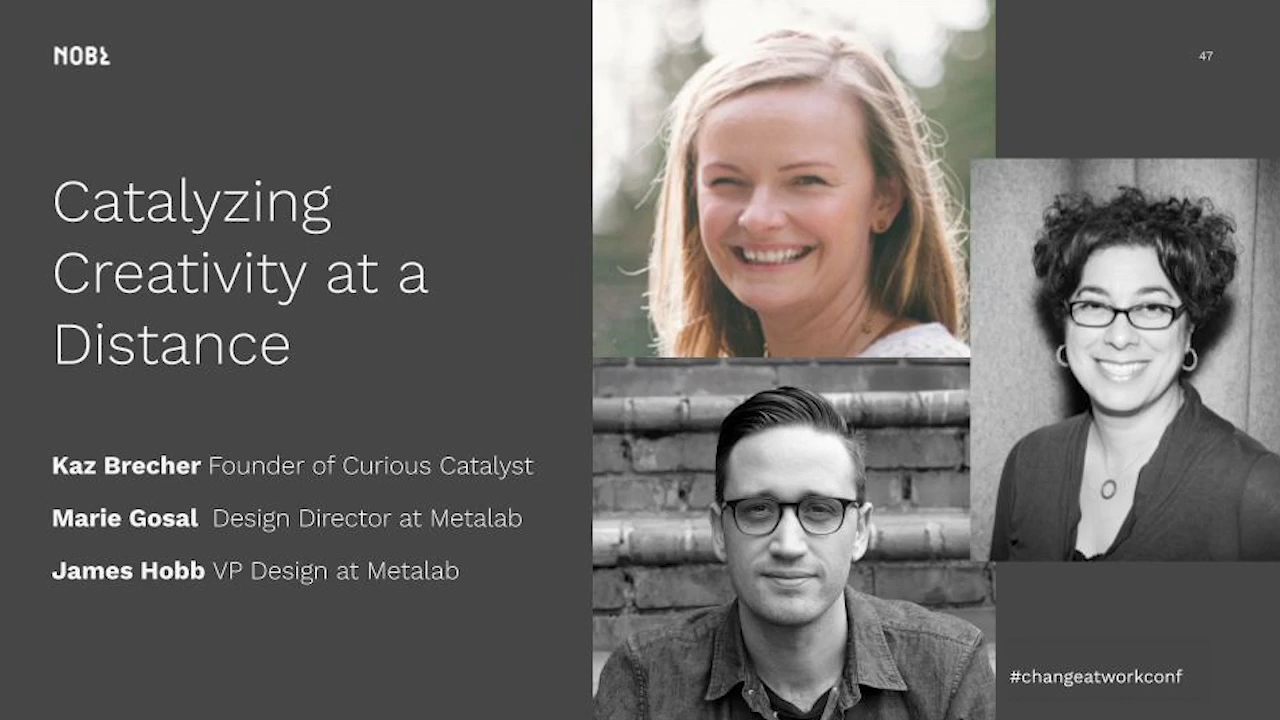 NOBL
47
Catalyzing
Creativity at a
Distance
Kaz Brecher Founder of Curious Catalyst
Marie Gosal Design Director at Metalab
James Hobb VP Design at Metalab
#changeatworkconf